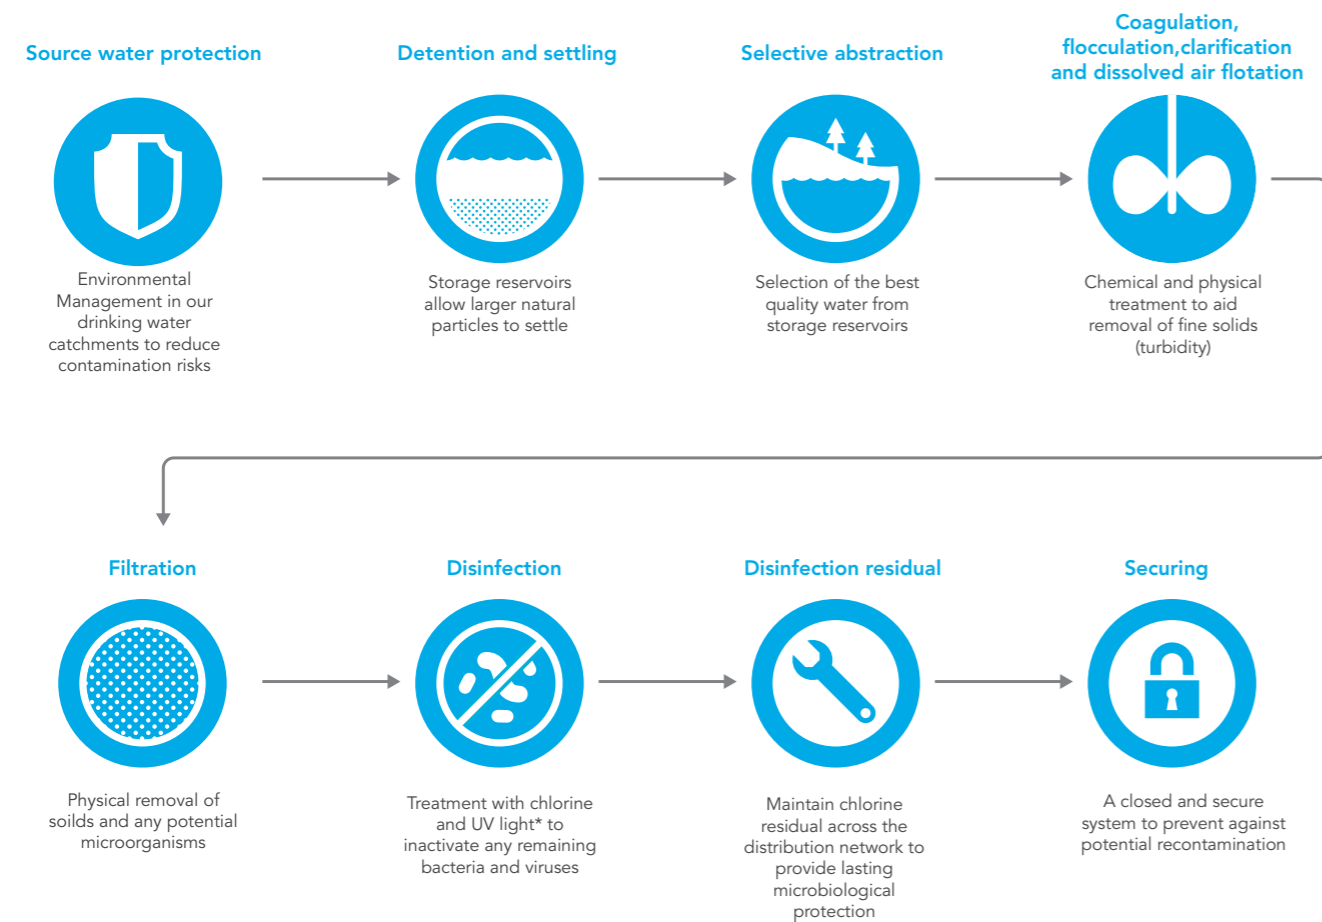 Source water protection
Environmental
Management in our
drinking water
catchments to reduce
contamination risks
Detention and settling
Storage reservoirs
allow larger natural
particles to settle
Selective abstraction
Selection of the best
quality water from
storage reservoirs
Coagulation,
flocculation,clarification
and dissolved air flotation
Chemical and physical
treatment to aid
removal of fine solids
(turbidity)
Filtration
Physical removal of
soilds and any potential
microorganisms
Disinfection
Treatment with chlorine
and UV light* to
inactivate any remaining
bacteria and viruses
Disinfection residual
Maintain chlorine
residual across the
distribution network to
provide lasting
microbiological
protection
Securing
A closed and secure
system to prevent against
potential recontamination